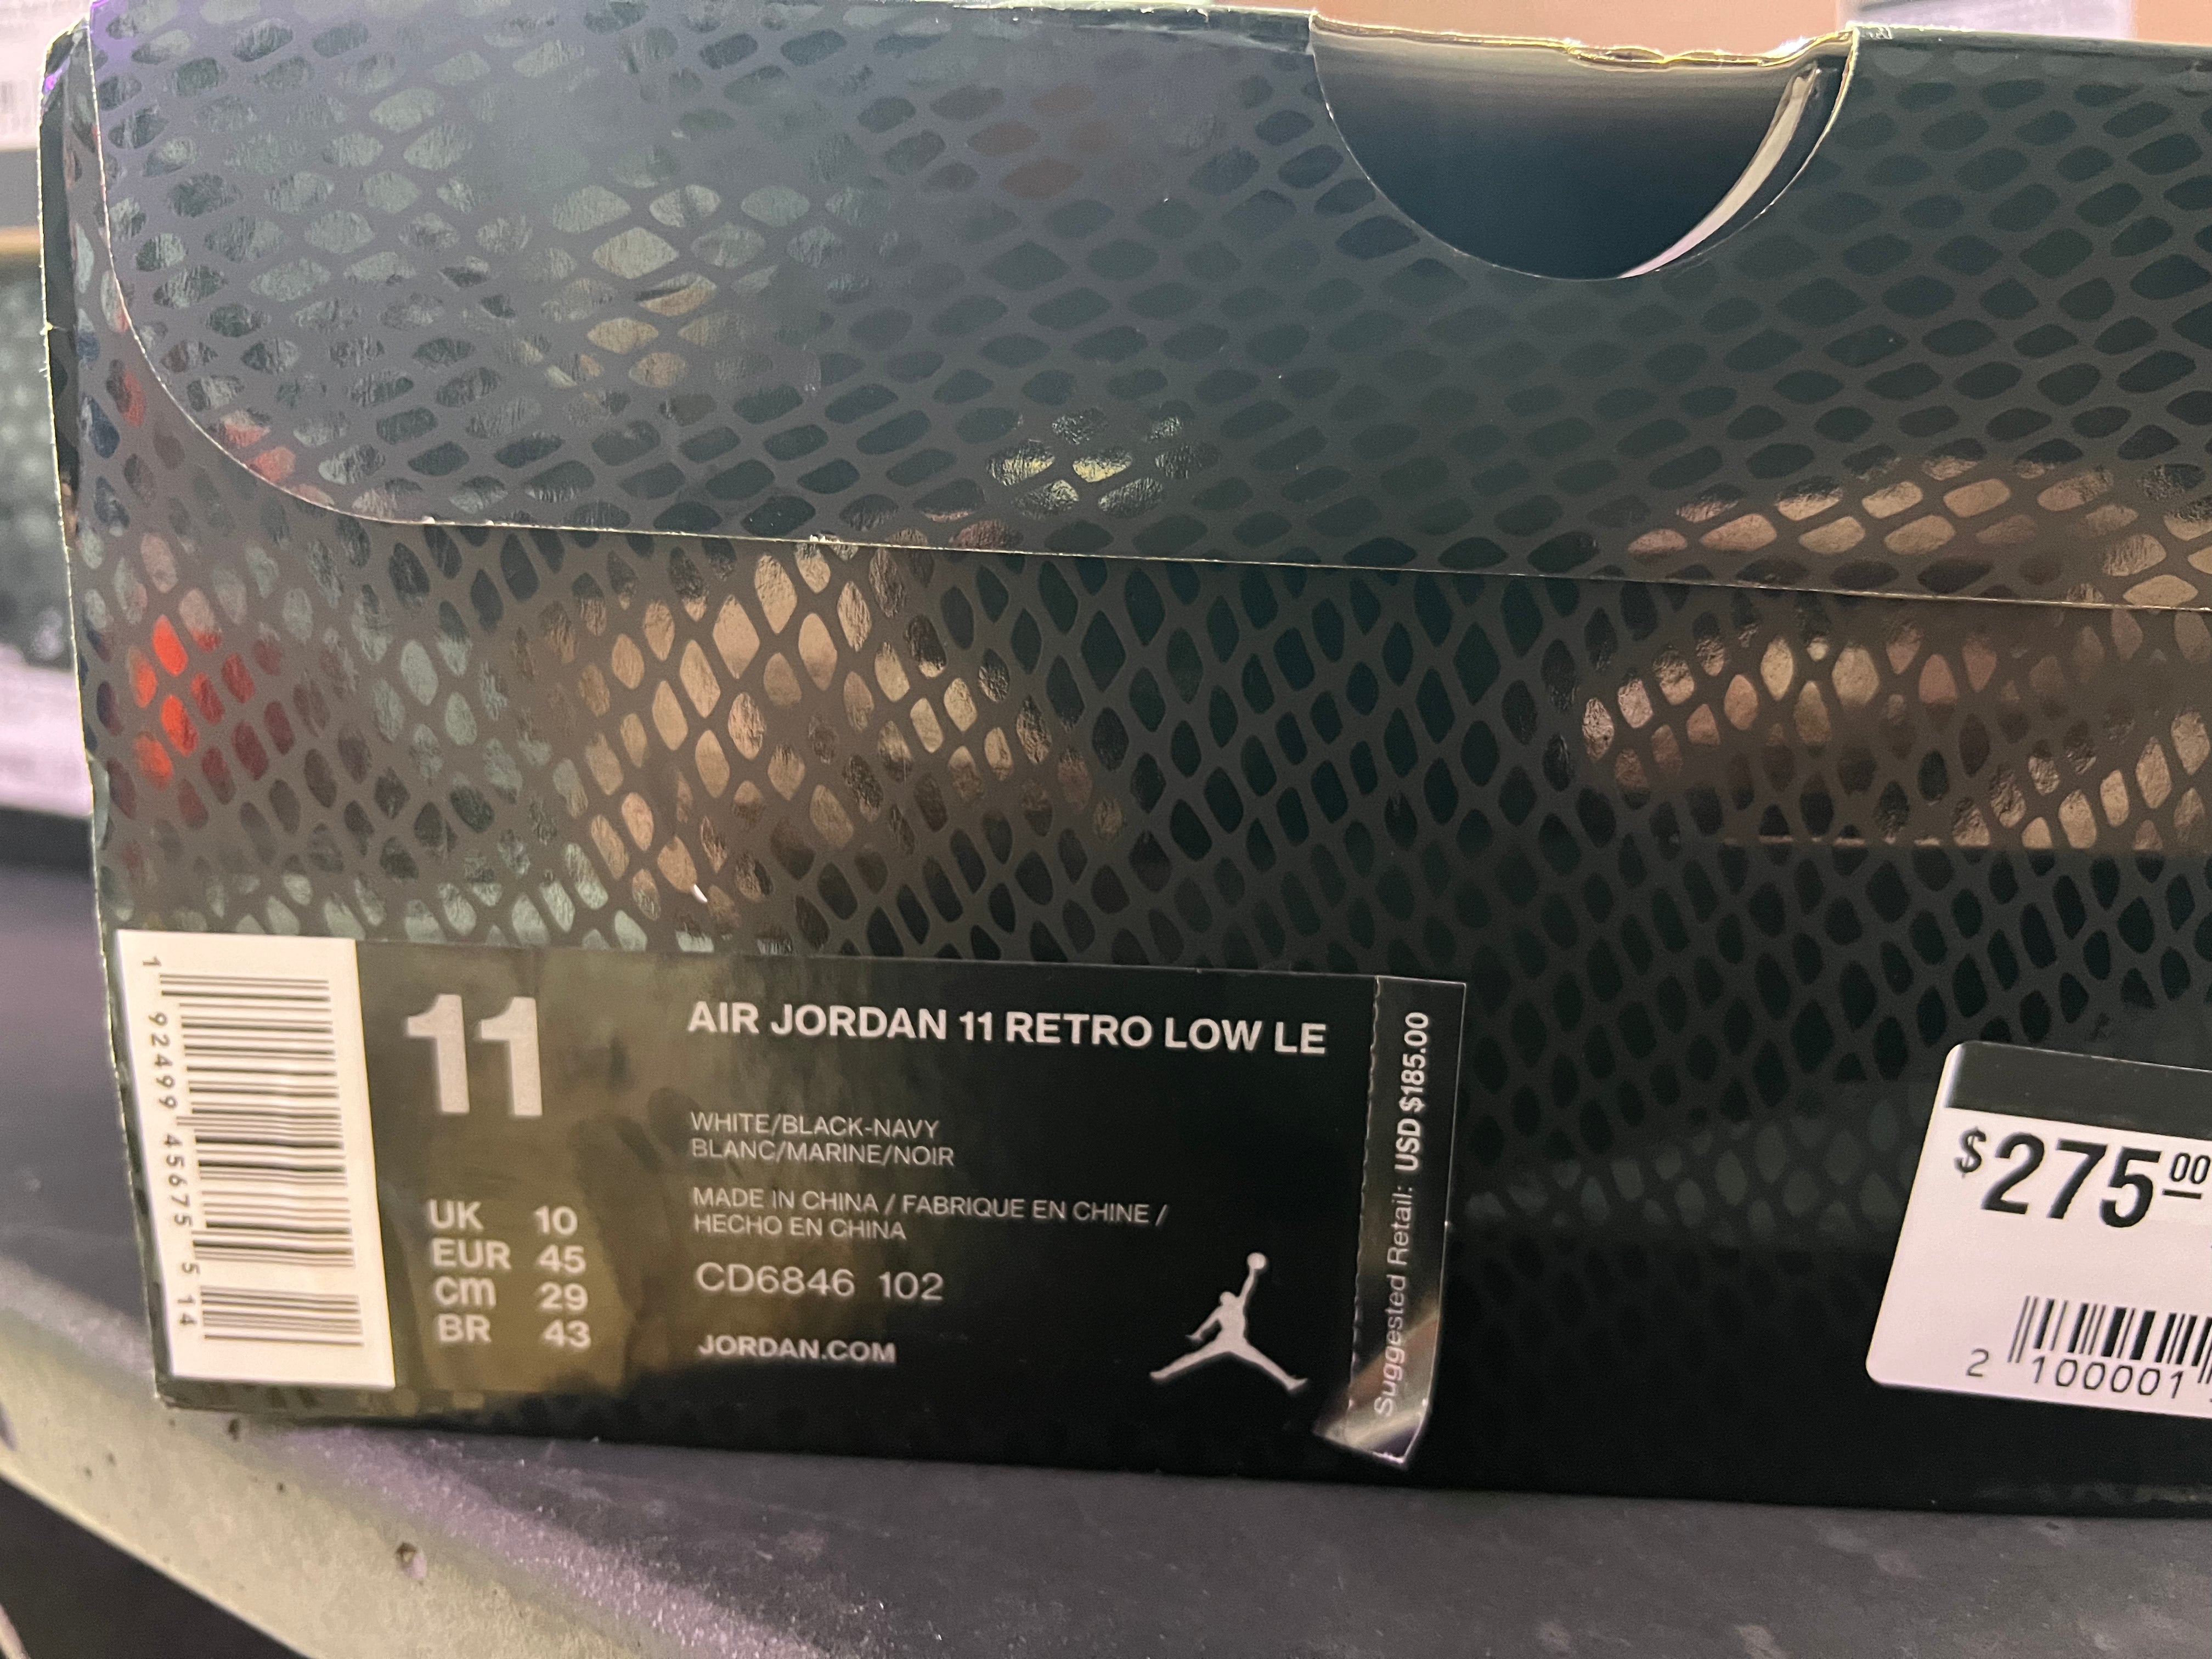 1 92499 45675 5 14
11
AIR JORDAN 11 RETRO LOW LE
WHITE/BLACK-NAVY
BLANC/MARINE/NOIR
MADE IN CHINA / FABRIQUE EN CHINE /
HECHO EN CHINA
CD6846 102
JORDAN.COM
UK 10
EUR 45
cm 29
BR 43
Suggested Retail: USD $185.00
$275.00
2 100001